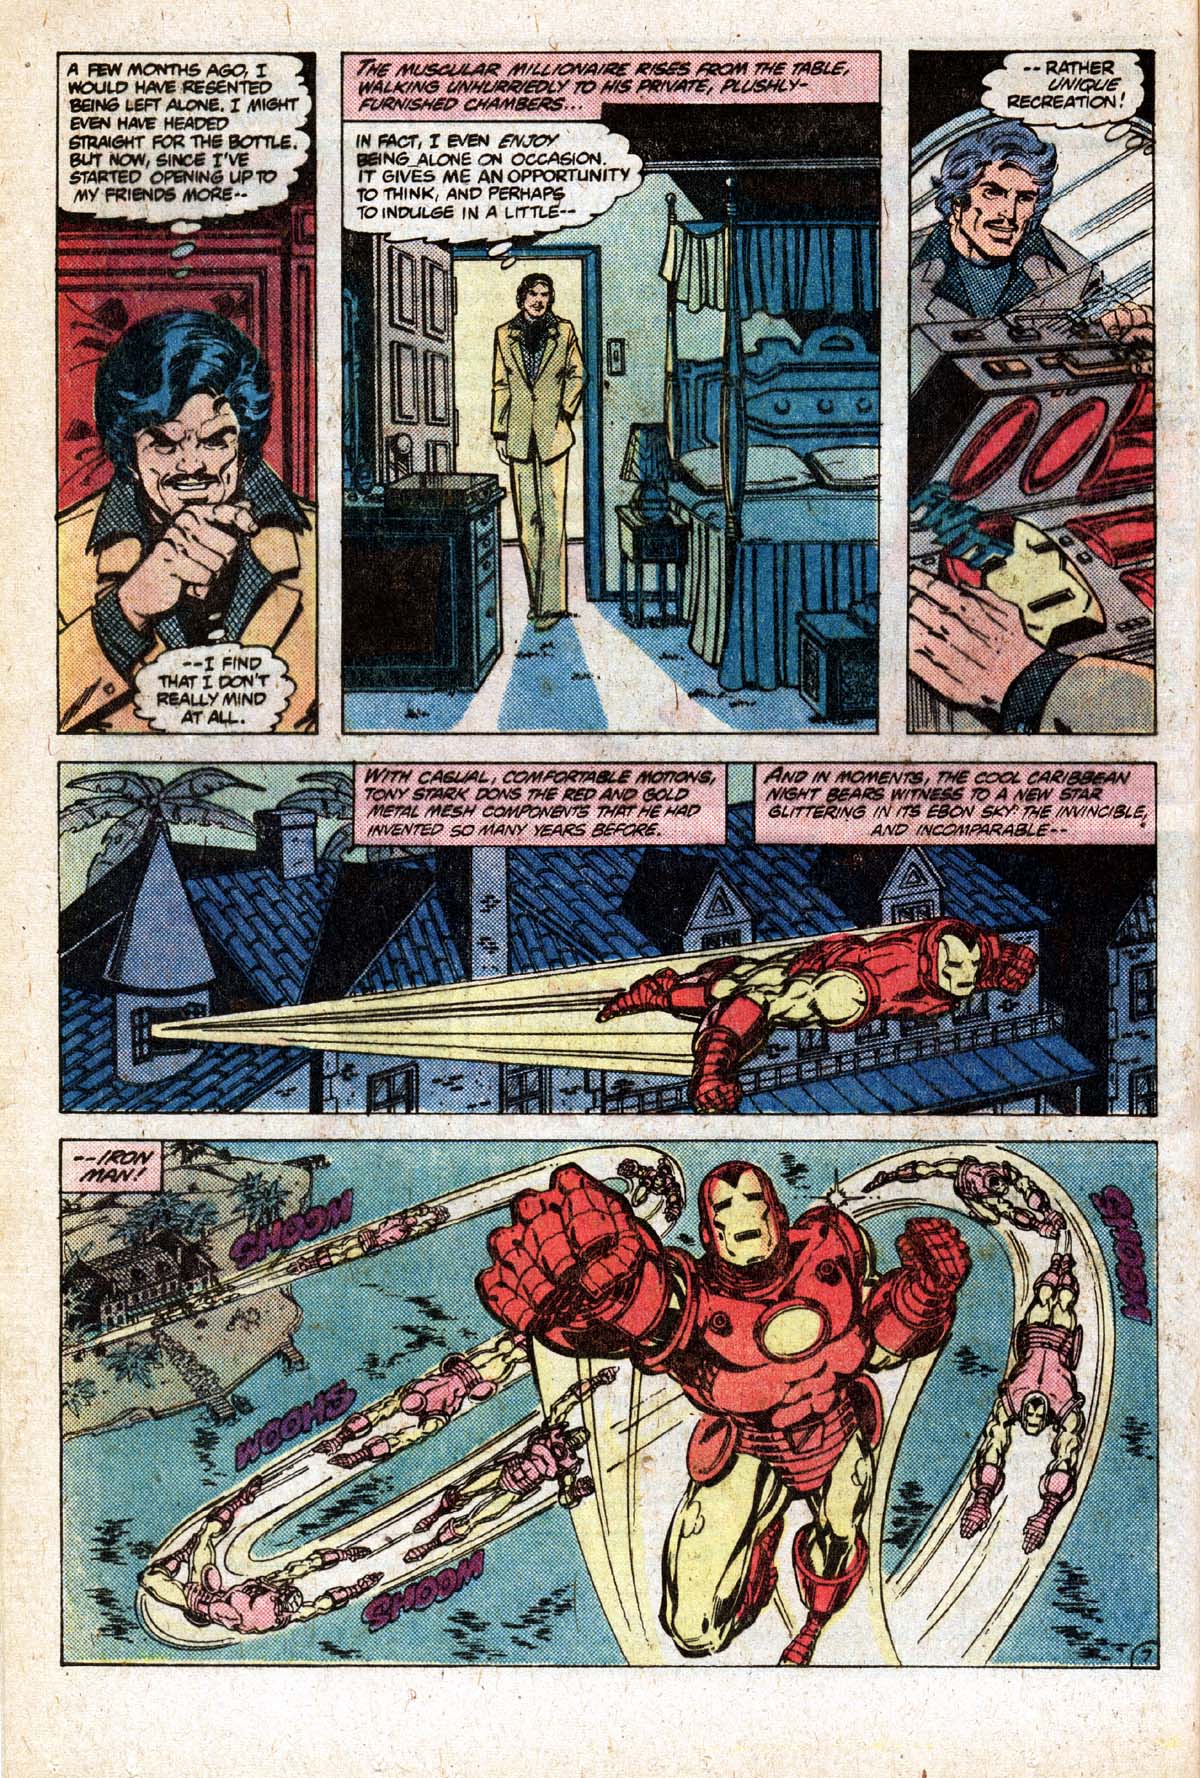 A FEW MONTHS AGO, I
WOULD HAVE RESENTED
BEING LEFT ALONE. I MIGHT
EVEN HAVE HEADED
STRAIGHT FOR THE BOTTLE.
BUT NOW, SINCE I'VE
STARTED OPENING UP TO
MY FRIENDS MORE--
--I FIND
THAT I DON'T
REALLY MIND
AT ALL.
THE MUSCULAR MILLIONAIRE RISES FROM THE TABLE,
WALKING UNHURRIEDLY TO HIS PRIVATE, PLUSHLY-
FURNISHED CHAMBERS...
IN FACT, I EVEN ENJOY
BEING ALONE ON OCCASION.
IT GIVES ME AN OPPORTUNITY
TO THINK, AND PERHAPS
TO INDULGE IN A LITTLE--
--RATHER
UNIQUE
RECREATION!
FWIT
WITH CASUAL, COMFORTABLE MOTIONS,
TONY STARK DONS THE RED AND GOLD
METAL MESH COMPONENTS THAT HE HAD
INVENTED SO MANY YEARS BEFORE.
AND IN MOMENTS, THE COOL CARIBBEAN
NIGHT BEARS WITNESS TO A NEW STAR
GLITTERING IN ITS EBON SKY: THE INVINCIBLE,
AND INCOMPARABLE--
--IRON
MAN!
SHOOM
SHOOM
WOOHS
SHOOM
7